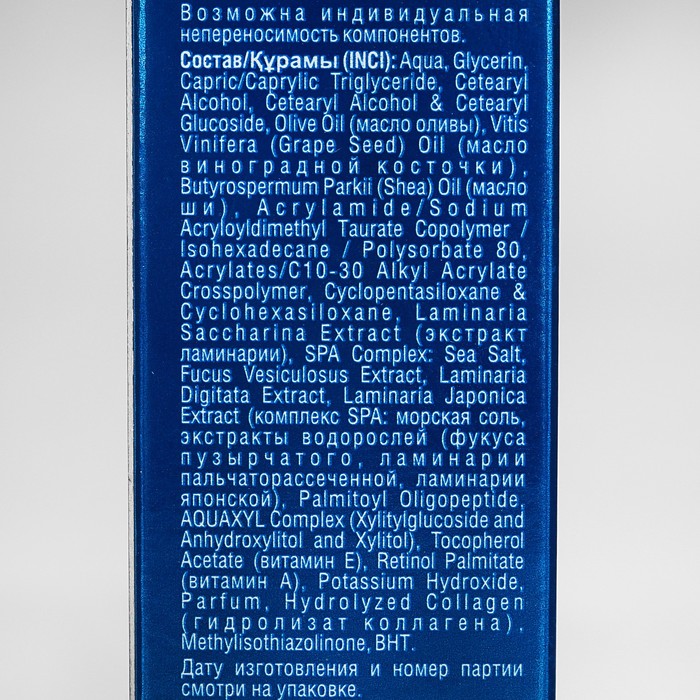 Возможна индивидуальная
непереносимость компонентов.
Состав/Құрамы (INCI): Aqua, Glycerin,
Capric/Caprylic Triglyceride, Cetearyl
Alcohol, Cetearyl Alcohol & Cetearyl
Glucoside, Olive Oil (масло оливы), Vitis
Vinifera (Grape Seed) Oil (масло
виноградной косточки),
Butyrospermum Parkii (Shea) Oil (масло
ши), Acrylamide/Sodium
Acryloyldimethyl Taurate Copolymer /
Isohexadecane / Polysorbate 80,
Acrylates/C10-30 Alkyl Acrylate
Crosspolymer, Cyclopentasiloxane &
Cyclohexasiloxane, Laminaria
Saccharina Extract (экстракт
ламинарии), SPA Complex: Sea Salt,
Fucus Vesiculosus Extract, Laminaria
Digitata Extract, Laminaria Japonica
Extract (комплекс SPA: морская соль,
экстракты водорослей (фукуса
пузырчатого, ламинарии
пальчаторассеченной, ламинарии
японской), Palmitoyl Oligopeptide,
AQUAXYL Complex (Xylitylglucoside and
Anhydroxylitol and Xylitol), Tocopherol
Acetate (витамин Е), Retinol Palmitate
(витамин А), Potassium Hydroxide,
Parfum, Hydrolyzed Collagen
(гидролизат коллагена),
Methylisothiazolinone, BHT.
Дату изготовления и номер партии
смотри на упаковке.